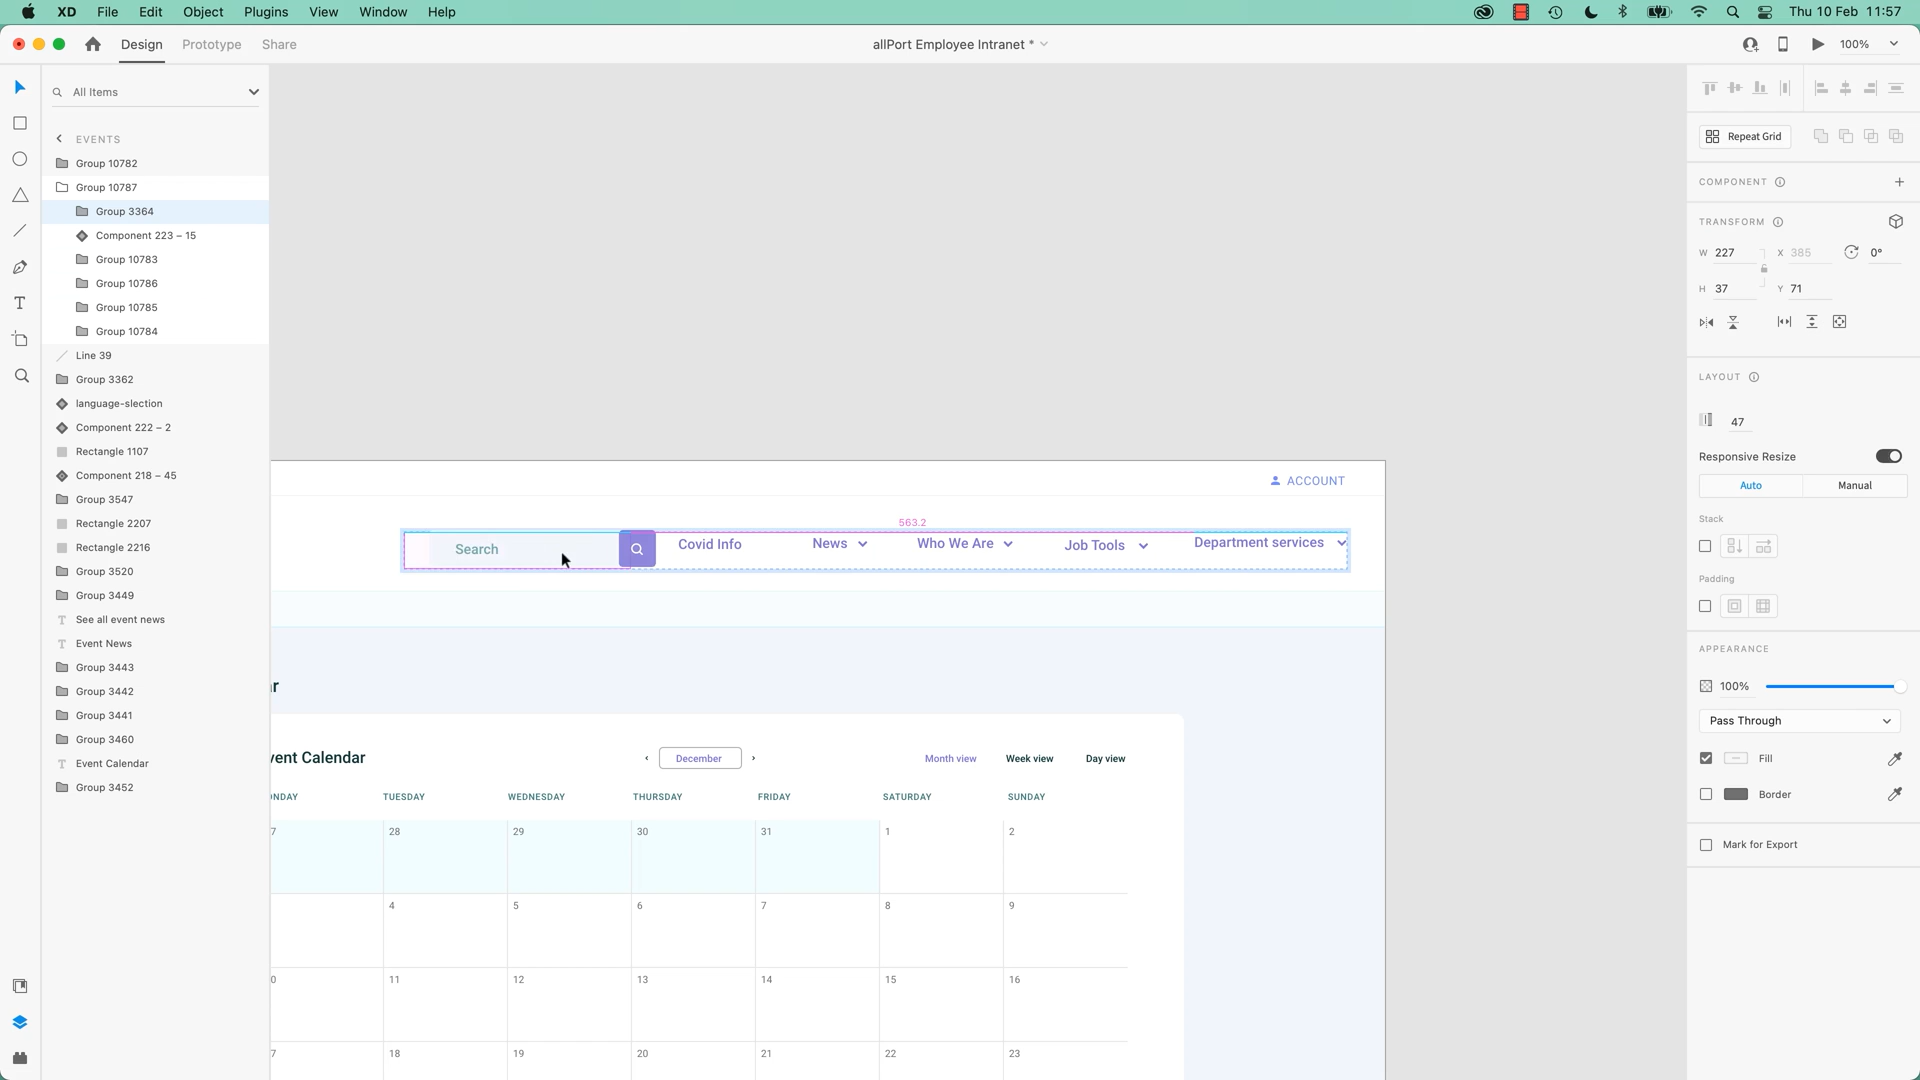 XD File Edit Object Plugins View Window Help Thu 10 Feb 11:57
Design Prototype Share allPort Employee Intranet * 100%
All Items
EVENTS
Group 10782
Group 10787
Group 3364
Component 223 – 15
Group 10783
Group 10786
Group 10785
Group 10784
Line 39
Group 3362
language-slection
Component 222 – 2
Rectangle 1107
Component 218 – 45
Group 3547
Rectangle 2207
Rectangle 2216
Group 3520
Group 3449
See all event news
Event News
Group 3443
Group 3442
Group 3441
Group 3460
Event Calendar
Group 3452
ACCOUNT
563.2
Search Covid Info News Who We Are Job Tools Department services
ar
vent Calendar ‹ December › Month view Week view Day view
ONDAY TUESDAY WEDNESDAY THURSDAY FRIDAY SATURDAY SUNDAY
7 28 29 30 31 1 2
4 5 6 7 8 9
0 11 12 13 14 15 16
7 18 19 20 21 22 23
Repeat Grid
COMPONENT +
TRANSFORM
W 227 X 385 0°
H 37 Y 71
LAYOUT
47
Responsive Resize
Auto Manual
Stack
Padding
APPEARANCE
100%
Pass Through
Fill
Border
Mark for Export